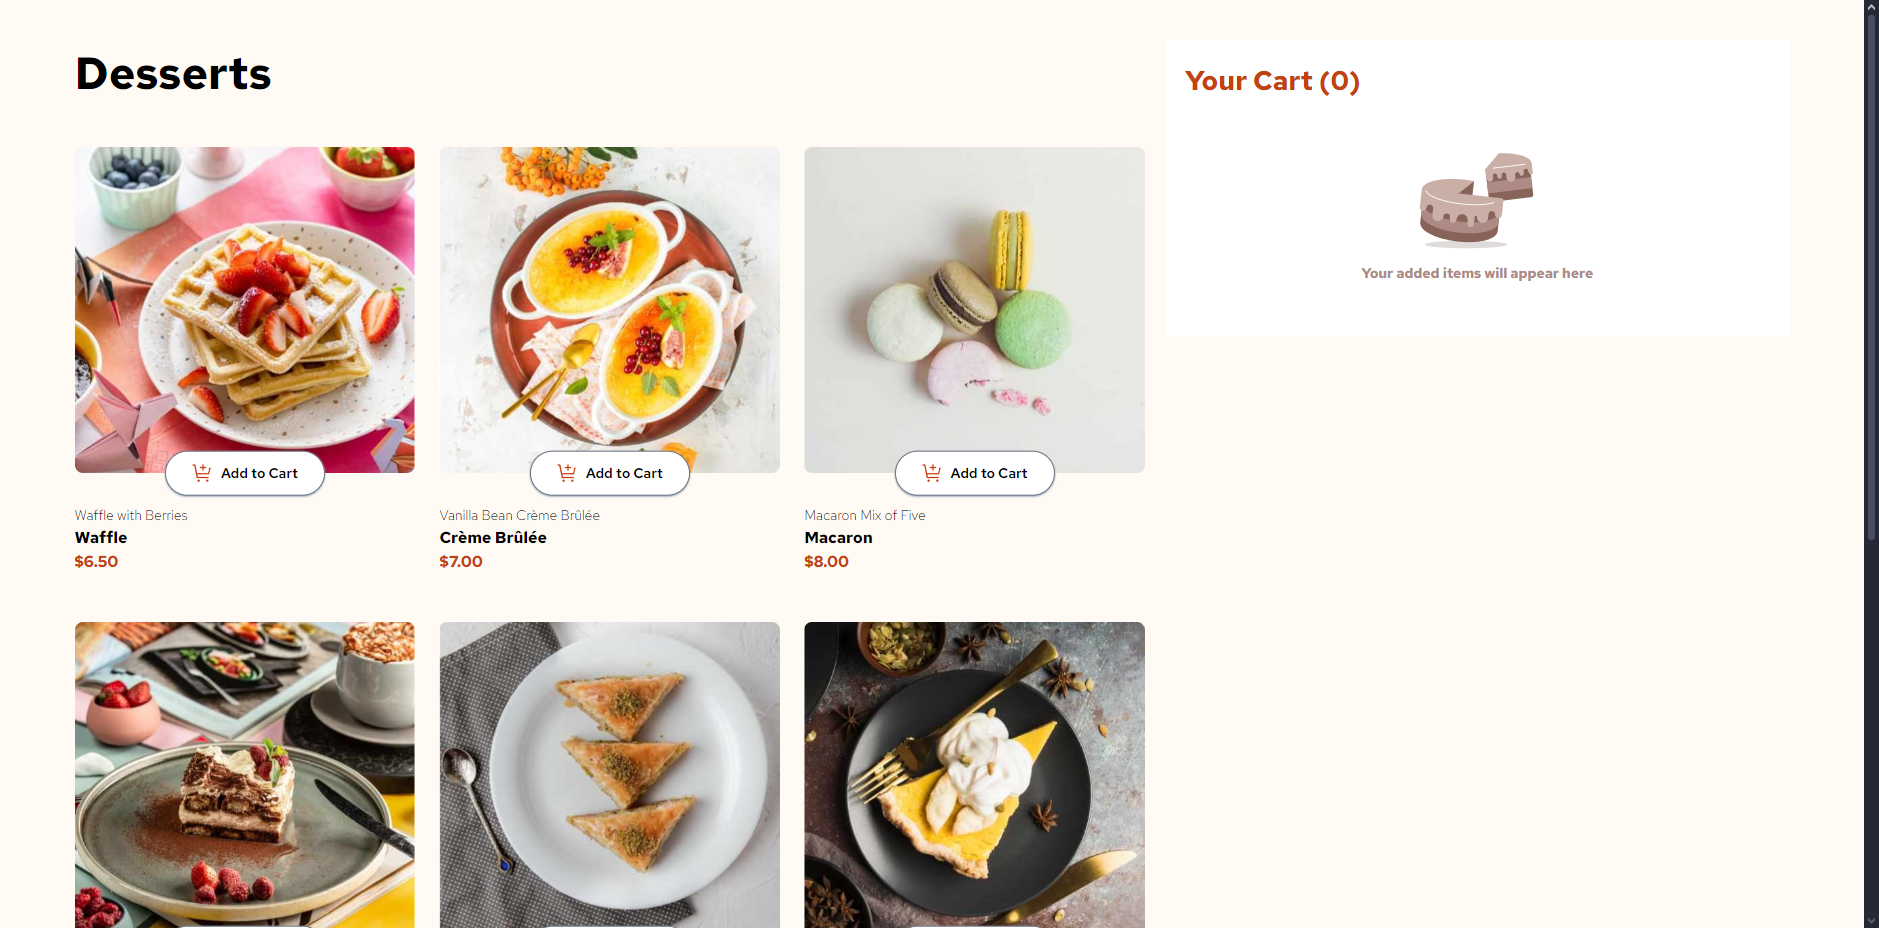 Desserts
Your Cart (0)
Your added items will appear here
Add to Cart
Add to Cart
Add to Cart
Waffle with Berries
Waffle
$6.50
Vanilla Bean Crème Brûlée
Crème Brûlée
$7.00
Macaron Mix of Five
Macaron
$8.00